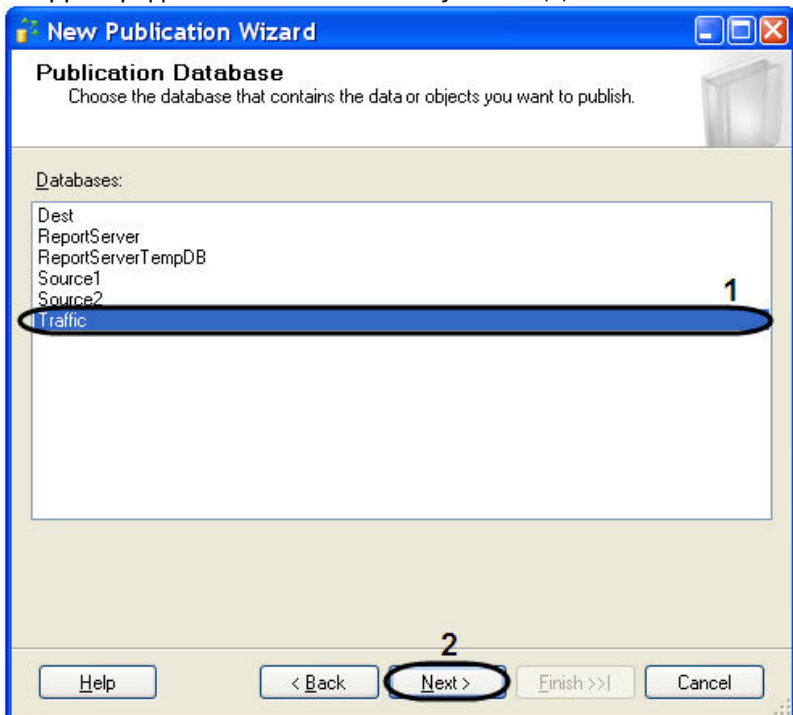 New Publication Wizard
Publication Database
Choose the database that contains the data or objects you want to publish.
Databases:
Dest
ReportServer
ReportServerTempDB
Source1
Source2
1
Traffic
2
Help
< Back
Next >
Finish >>|
Cancel